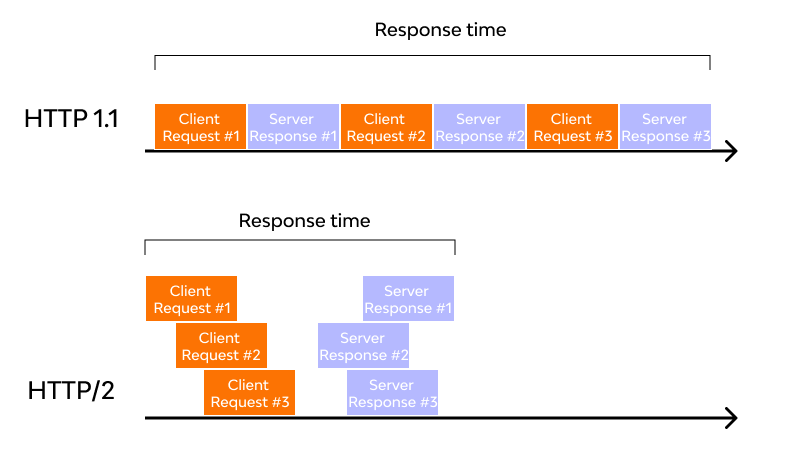 Response time
HTTP 1.1
Client
Request #1
Server
Response #1
Client
Request #2
Server
Response #2
Client
Request #3
Server
Response #3
Response time
HTTP/2
Client
Request #1
Server
Response #1
Client
Request #2
Server
Response #2
Client
Request #3
Server
Response #3